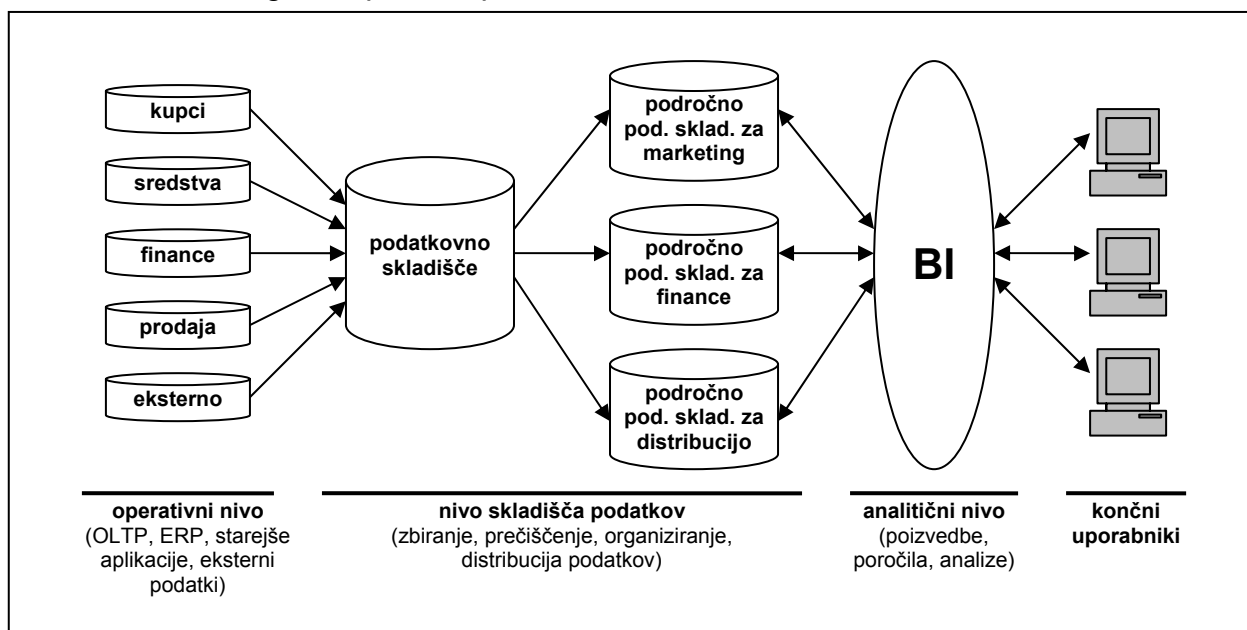 kupci
sredstva
finance
prodaja
eksterno
podatkovno
skladišče
področno
pod. sklad. za
marketing
področno
pod. sklad. za
finance
področno
pod. sklad. za
distribucijo
BI
operativni nivo
(OLTP, ERP, starejše
aplikacije, eksterni
podatki)
nivo skladišča podatkov
(zbiranje, prečiščenje, organiziranje,
distribucija podatkov)
analitični nivo
(poizvedbe,
poročila, analize)
končni
uporabniki